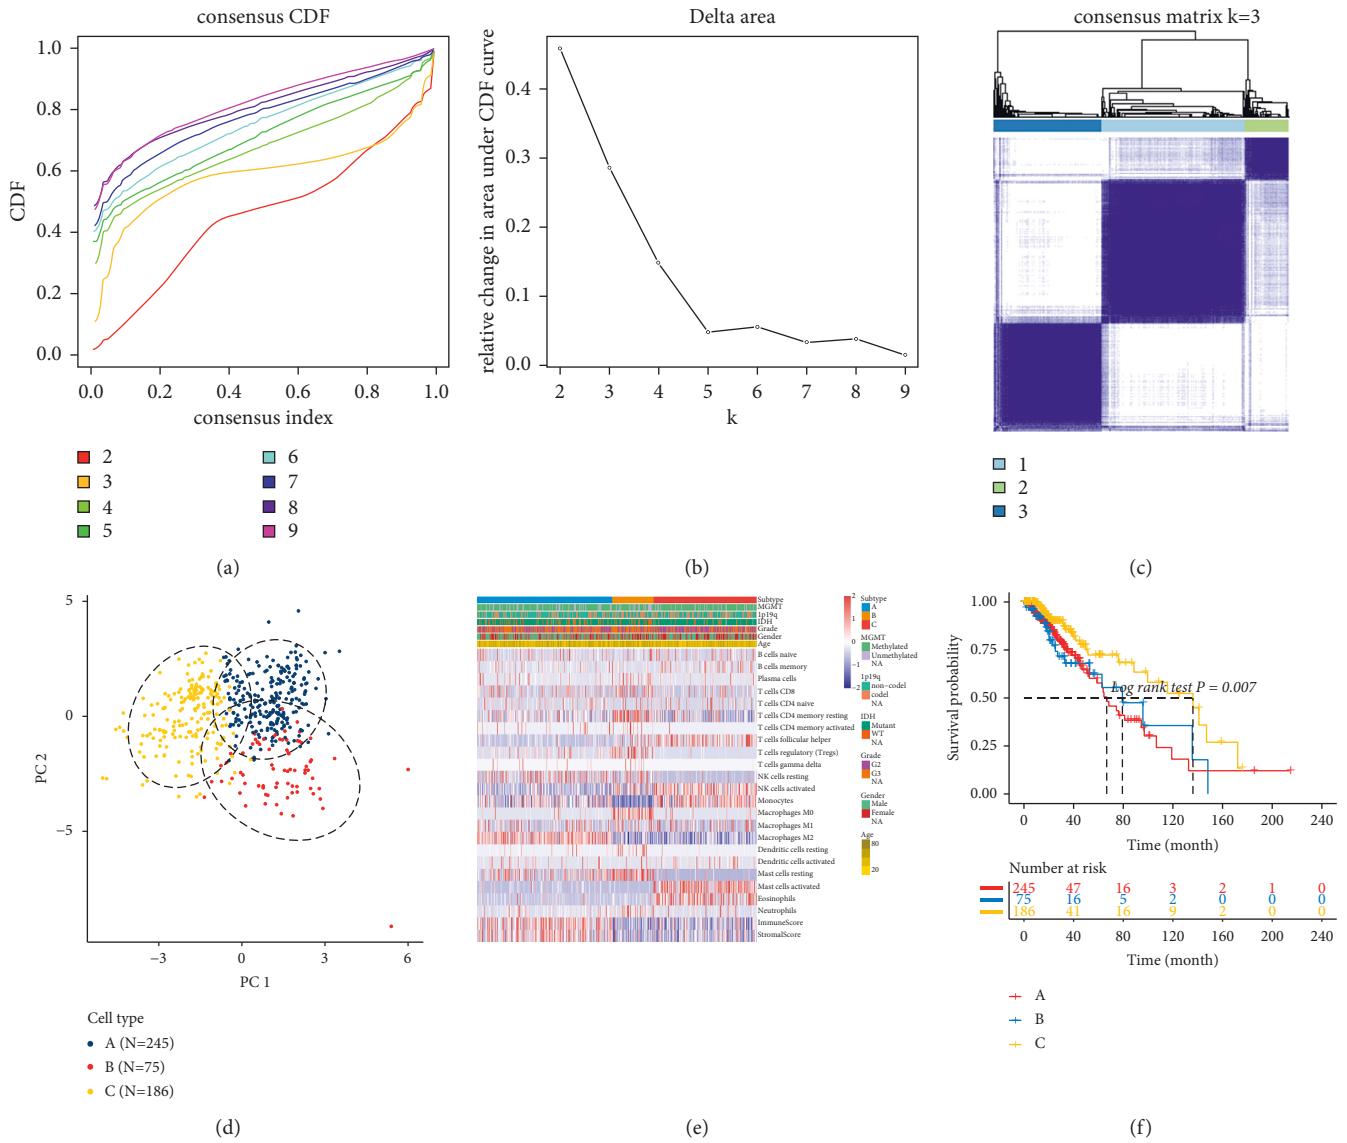 consensus CDF
CDF
1.0
0.8
0.6
0.4
0.2
0.0
0.0 0.2 0.4 0.6 0.8 1.0
consensus index
2
3
4
5
6
7
8
9
(a)
Delta area
relative change in area under CDF curve
0.4
0.3
0.2
0.1
0.0
2 3 4 5 6 7 8 9
k
(b)
consensus matrix k=3
1
2
3
(c)
5
0
−5
PC 2
−3 0 3 6
PC 1
Cell type
A (N=245)
B (N=75)
C (N=186)
(d)
Subtype
MGMT
1p19q
IDH
Grade
Gender
Age
B cells naive
B cells memory
Plasma cells
T cells CD8
T cells CD4 naive
T cells CD4 memory resting
T cells CD4 memory activated
T cells follicular helper
T cells regulatory (Tregs)
T cells gamma delta
NK cells resting
NK cells activated
Monocytes
Macrophages M0
Macrophages M1
Macrophages M2
Dendritic cells resting
Dendritic cells activated
Mast cells resting
Mast cells activated
Eosinophils
Neutrophils
ImmuneScore
StromalScore
2
1
0
−1
−2
Subtype
A
B
C
MGMT
Methylated
Unmethylated
NA
1p19q
non-codel
codel
NA
IDH
Mutant
WT
NA
Grade
G2
G3
NA
Gender
Male
Female
NA
Age
80
20
(e)
Survival probability
1.00
0.75
0.50
0.25
0.00
Log rank test P = 0.007
0 40 80 120 160 200 240
Time (month)
Number at risk
245 47 16 3 2 1 0
75 16 5 2 0 0 0
186 41 16 9 2 0 0
0 40 80 120 160 200 240
Time (month)
A
B
C
(f)